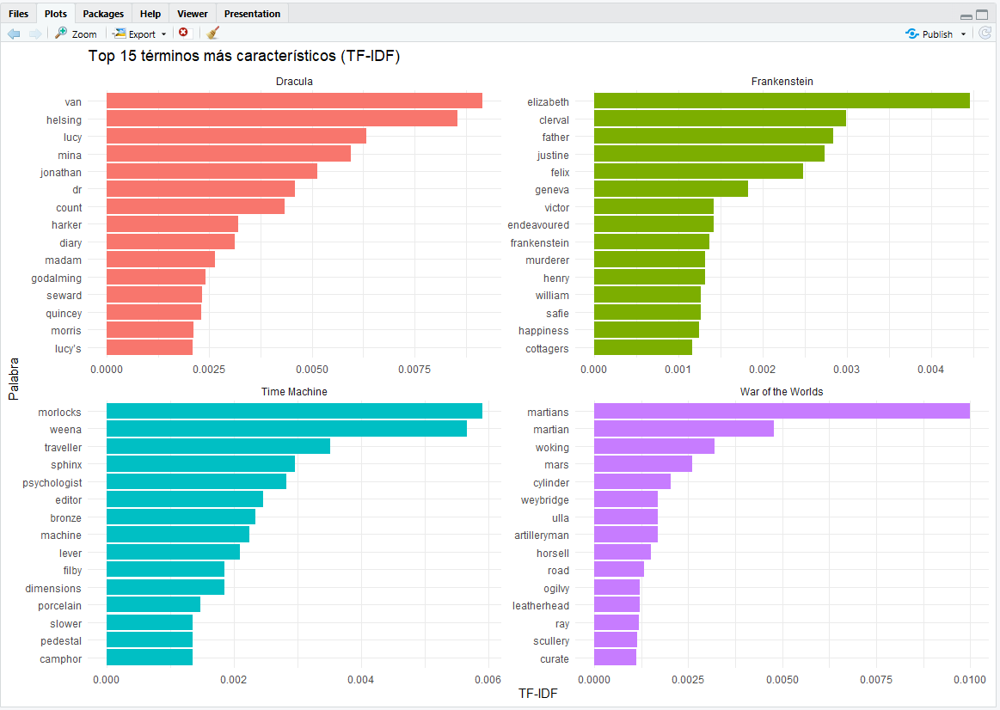 Files Plots Packages Help Viewer Presentation
Zoom Export Publish
Top 15 términos más característicos (TF-IDF)
Dracula
van
helsing
lucy
mina
jonathan
dr
count
harker
diary
madam
godalming
seward
quincey
morris
lucy's
0.0000 0.0025 0.0050 0.0075
Frankenstein
elizabeth
clerval
father
justine
felix
geneva
victor
endeavoured
frankenstein
murderer
henry
william
safie
happiness
cottagers
0.000 0.001 0.002 0.003 0.004
Palabra
Time Machine
morlocks
weena
traveller
sphinx
psychologist
editor
bronze
machine
lever
filby
dimensions
porcelain
slower
pedestal
camphor
0.000 0.002 0.004 0.006
War of the Worlds
martians
martian
woking
mars
cylinder
weybridge
ulla
artilleryman
horsell
road
ogilvy
leatherhead
ray
scullery
curate
0.0000 0.0025 0.0050 0.0075 0.0100
TF-IDF